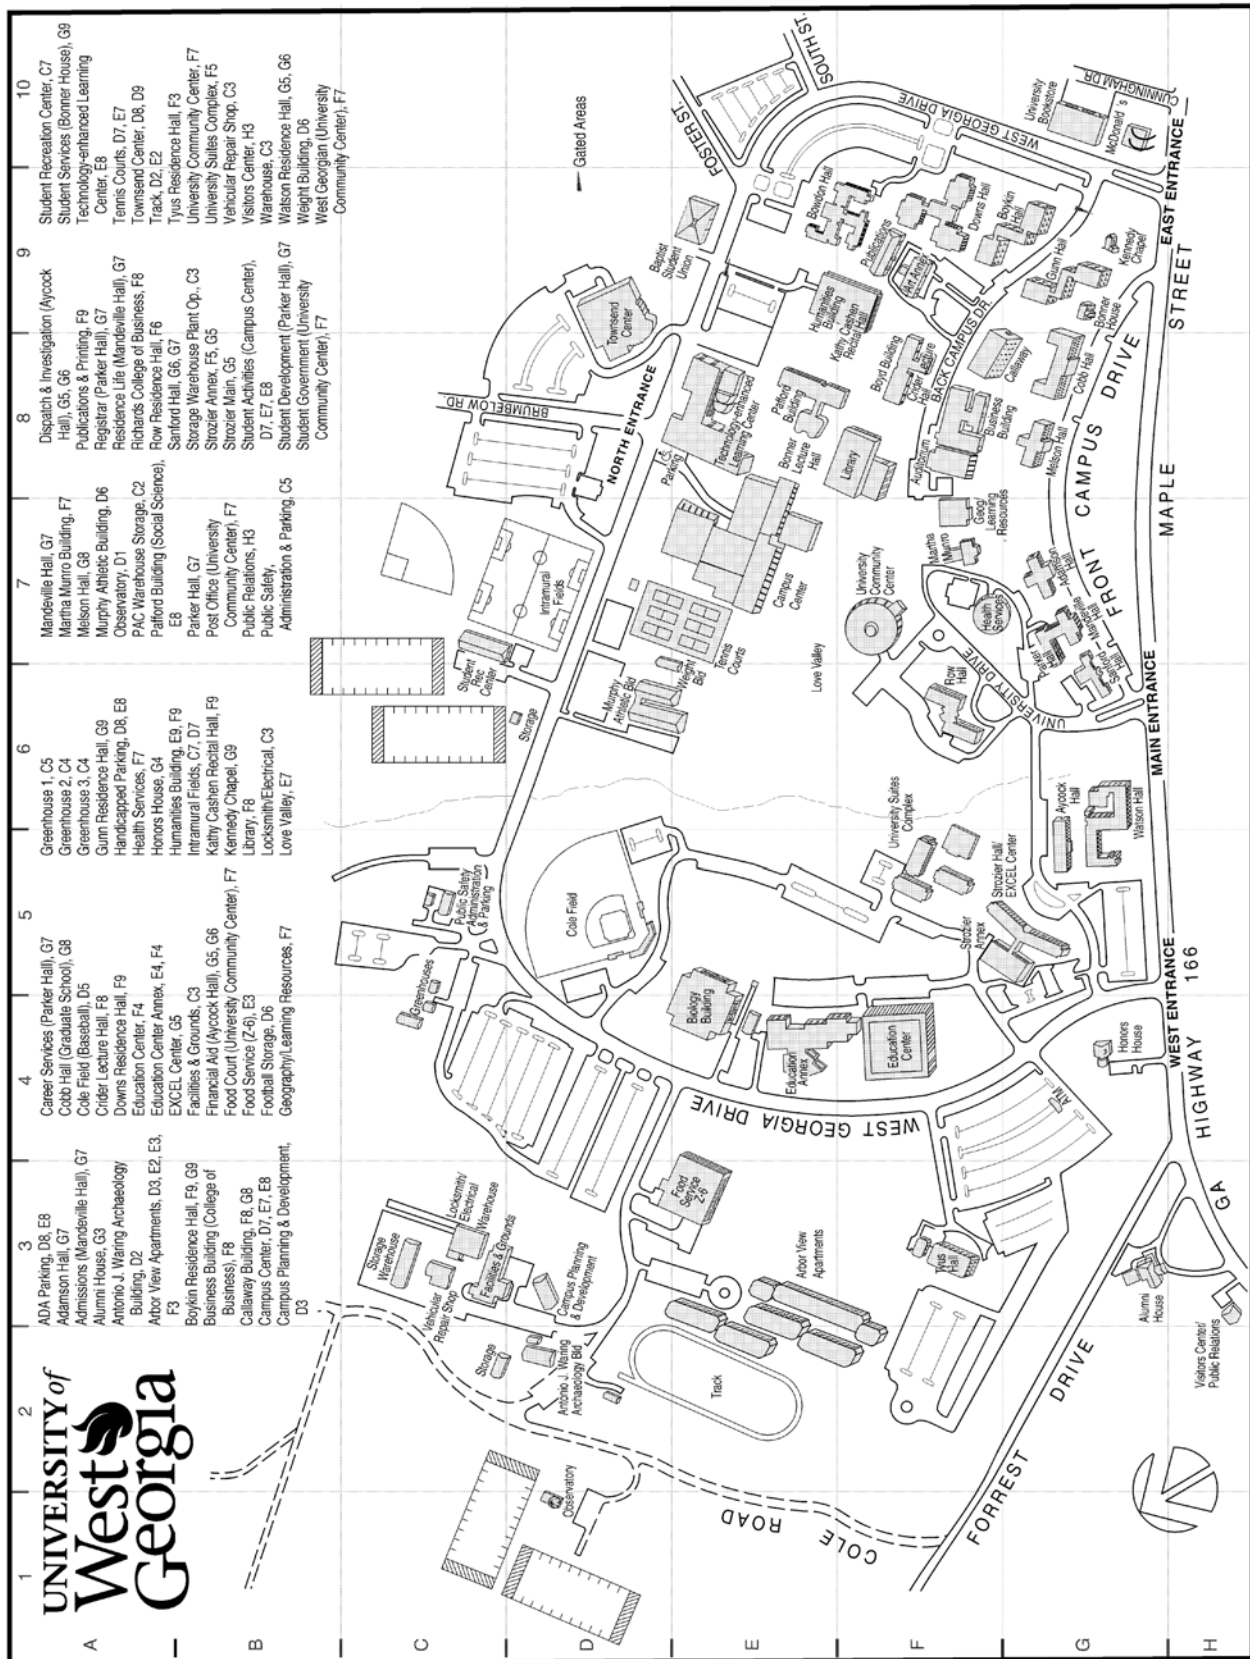 UNIVERSITY of
West
Georgia
1
2
3
4
5
6
7
8
9
10
A
B
C
D
E
F
G
H
ADA Parking, D8, E8
Adamson Hall, G7
Admissions (Mandeville Hall), G7
Alumni House, G3
Antonio J. Waring Archaeology
Building, D2
Arbor View Apartments, D3, E2, E3,
F3
Boykin Residence Hall, F9, G9
Business Building (College of
Business), F8
Callaway Building, F8, G8
Campus Center, D7, E7, E8
Campus Planning & Development,
D3
Career Services (Parker Hall), G7
Cobb Hall (Graduate School), G8
Cole Field (Baseball), D5
Crider Lecture Hall, F8
Downs Residence Hall, F9
Education Center, F4
Education Center Annex, E4, F4
EXCEL Center, G5
Facilities & Grounds, C3
Financial Aid (Aycock Hall), G5, G6
Food Court (University Community Center), F7
Food Service (Z-6), E3
Football Storage, D6
Geography/Learning Resources, F7
Greenhouse 1, C5
Greenhouse 2, C4
Greenhouse 3, C4
Gunn Residence Hall, G9
Handicapped Parking, D8, E8
Health Services, F7
Honors House, G4
Humanities Building, E9, F9
Intramural Fields, C7, D7
Kathy Cashen Recital Hall, F9
Kennedy Chapel, G9
Library, F8
Locksmith/Electrical, C3
Love Valley, E7
Mandeville Hall, G7
Martha Munro Building, F7
Melson Hall, G8
Murphy Athletic Building, D6
Observatory, D1
PAC Warehouse Storage, C2
Pafford Building (Social Science),
E8
Parker Hall, G7
Post Office (University
Community Center), F7
Public Relations, H3
Public Safety,
Administration & Parking, C5
Dispatch & Investigation (Aycock
Hall), G5, G6
Publications & Printing, F9
Registrar (Parker Hall), G7
Residence Life (Mandeville Hall), G7
Richards College of Business, F8
Row Residence Hall, F6
Sanford Hall, G6, G7
Storage Warehouse Plant Op., C3
Strozier Annex, F5, G5
Strozier Main, G5
Student Activities (Campus Center),
D7, E7, E8
Student Development (Parker Hall), G7
Student Government (University
Community Center), F7
Student Recreation Center, C7
Student Services (Bonner House), G9
Technology-enhanced Learning
Center, E8
Tennis Courts, D7, E7
Townsend Center, D8, D9
Track, D2, E2
Tyus Residence Hall, F3
University Community Center, F7
University Suites Complex, F5
Vehicular Repair Shop, C3
Visitors Center, H3
Warehouse, C3
Watson Residence Hall, G5, G6
Weight Building, D6
West Georgian (University
Community Center), F7
Gated Areas
Storage
Warehouse
Locksmith/
Electrical
Warehouse
Vehicular
Repair Shop
Facilities & Grounds
Storage
Campus Planning
& Development
Antonio J. Waring
Archaeology Bld
Observatory
Track
Arbor View
Apartments
Food
Service
Z-6
Tyus
Hall
Alumni
House
Visitors Center/
Public Relations
COLE
ROAD
FORREST
DRIVE
GA
HIGHWAY
166
WEST ENTRANCE
Honors
House
ATM
WEST GEORGIA DRIVE
Education
Annex
Education
Center
Biology
Building
Greenhouses
Public Safety
Administration
& Parking
Cole Field
Strozier
Annex
Strozier Hall/
EXCEL Center
University Suites
Complex
Aycock
Hall
Watson Hall
MAIN ENTRANCE
Storage
Student
Rec
Center
Murphy
Athletic Bld
Weight
Bld
Tennis
Courts
Intramural
Fields
Love Valley
Row
Hall
UNIVERSITY DRIVE
Health
Services
University
Community
Center
Martha
Munro
Parker
Hall
Sanford
Hall
Mandeville
Hall
Adamson
Hall
FRONT CAMPUS DRIVE
MAPLE STREET
Campus
Center
Geog/
Learning
Resources
Library
Auditorium
Melson Hall
Business
Building
Cobb Hall
Callaway
Bonner
Lecture
Hall
Pafford
Building
Technology-enhanced
Learning Center
Parking
NORTH ENTRANCE
BRUMBELOW RD.
Townsend
Center
Boyd Building
Crider Lecture
Hall
BACK CAMPUS DR.
Humanities
Building
Kathy Cashen
Recital Hall
Art Annex
Publications
Bowdon Hall
Downs Hall
Boykin
Hall
Gunn Hall
Bonner
House
Kennedy
Chapel
EAST ENTRANCE
Baptist
Student
Union
FOSTER ST.
SOUTH ST.
WEST GEORGIA DRIVE
University
Bookstore
McDonald's
CUNNINGHAM DR.